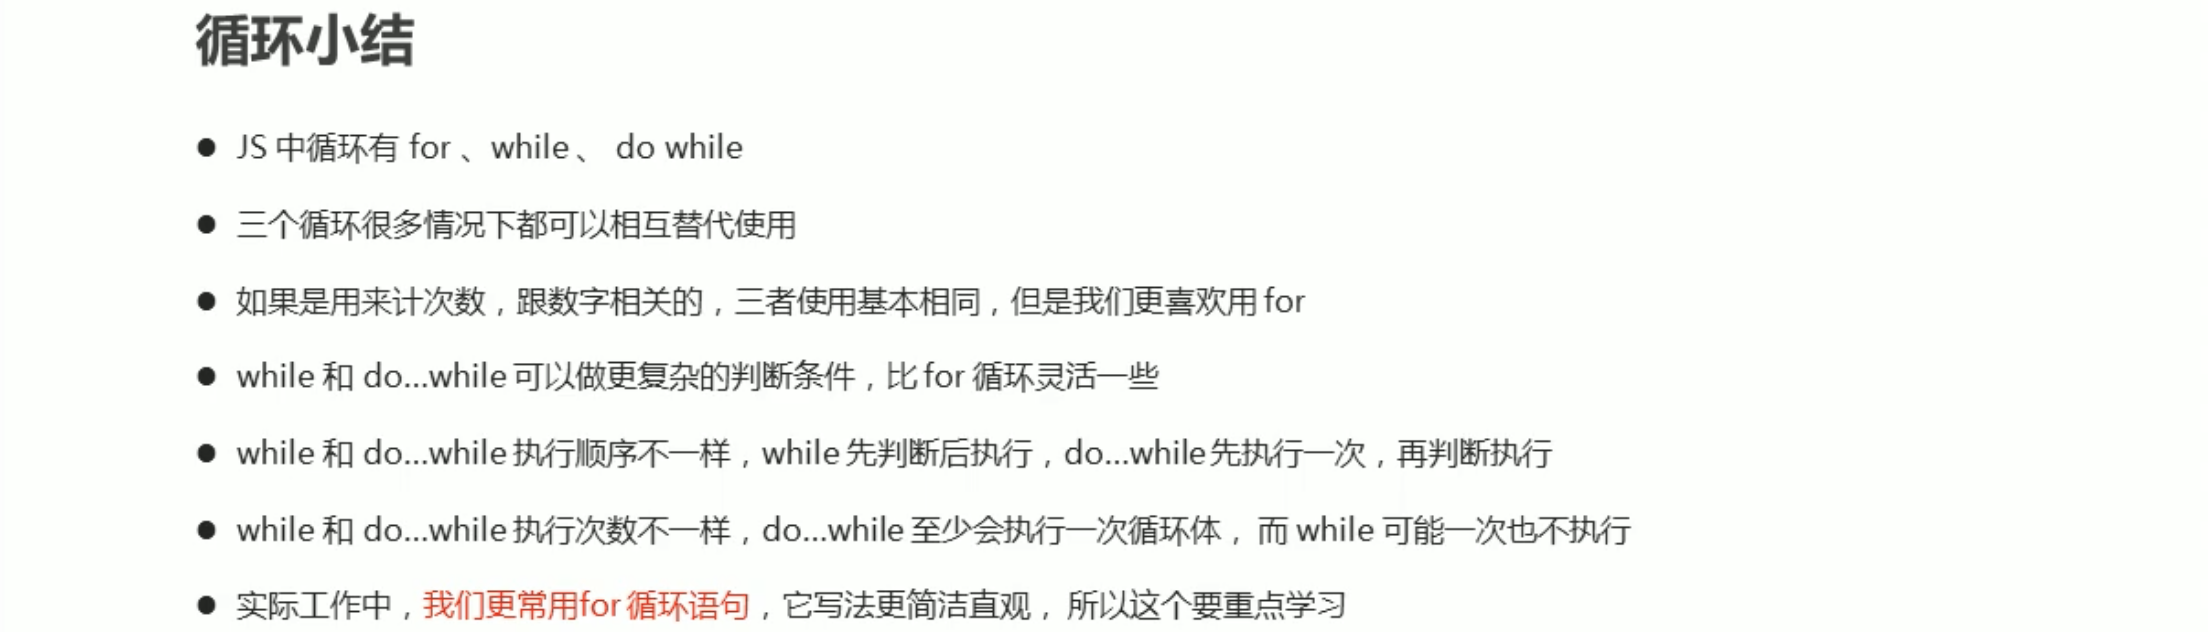 循环小结
● JS 中循环有 for 、while、 do while
● 三个循环很多情况下都可以相互替代使用
● 如果是用来计次数，跟数字相关的，三者使用基本相同，但是我们更喜欢用 for
● while 和 do...while 可以做更复杂的判断条件，比 for 循环灵活一些
● while 和 do...while 执行顺序不一样，while 先判断后执行，do...while 先执行一次，再判断执行
● while 和 do...while 执行次数不一样，do...while 至少会执行一次循环体， 而 while 可能一次也不执行
● 实际工作中，我们更常用for 循环语句，它写法更简洁直观， 所以这个要重点学习